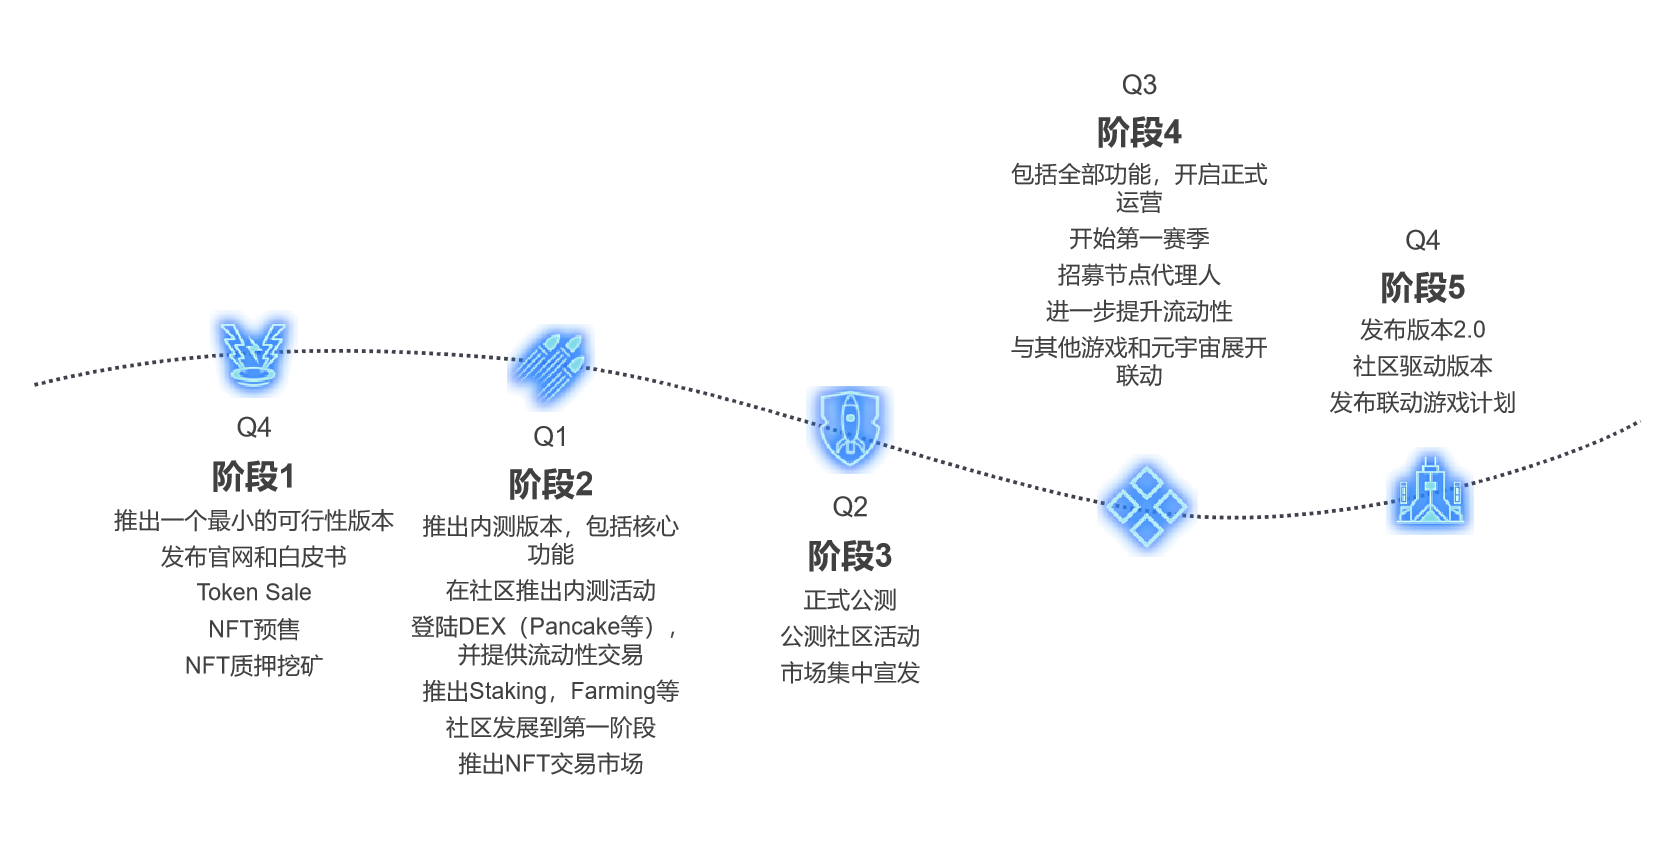 Q4
阶段1
推出一个最小的可行性版本
发布官网和白皮书
Token Sale
NFT预售
NFT质押挖矿
Q1
阶段2
推出内测版本，包括核心
功能
在社区推出内测活动
登陆DEX（Pancake等），
并提供流动性交易
推出Staking，Farming等
社区发展到第一阶段
推出NFT交易市场
Q2
阶段3
正式公测
公测社区活动
市场集中宣发
Q3
阶段4
包括全部功能，开启正式
运营
开始第一赛季
招募节点代理人
进一步提升流动性
与其他游戏和元宇宙展开
联动
Q4
阶段5
发布版本2.0
社区驱动版本
发布联动游戏计划